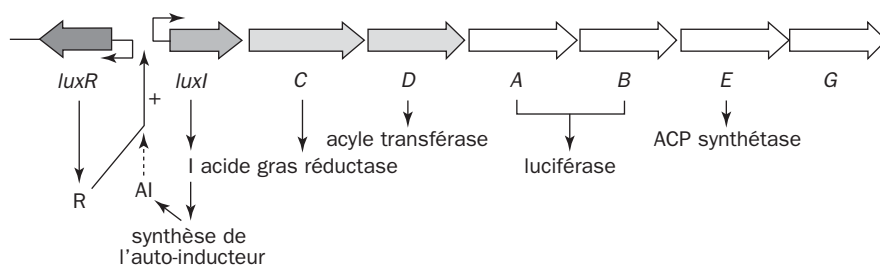 luxR luxI C D A B E G
+
acyle transférase ACP synthétase
I acide gras réductase luciférase
R AI
synthèse de
l'auto-inducteur